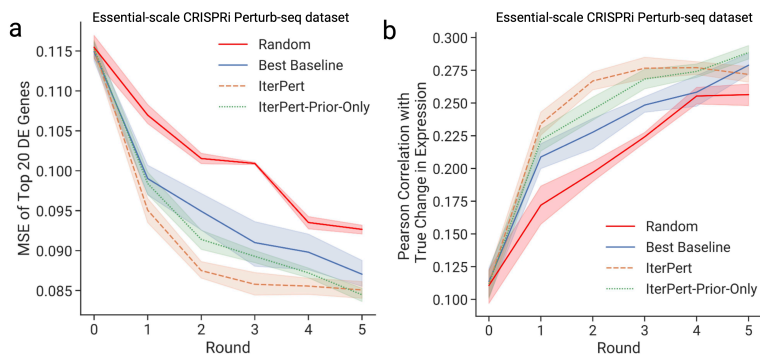 a
Essential-scale CRISPRi Perturb-seq dataset
MSE of Top 20 DE Genes
0.115
0.110
0.105
0.100
0.095
0.090
0.085
0 1 2 3 4 5
Round
Random
Best Baseline
IterPert
IterPert-Prior-Only
b
Essential-scale CRISPRi Perturb-seq dataset
Pearson Correlation with
True Change in Expression
0.300
0.275
0.250
0.225
0.200
0.175
0.150
0.125
0.100
0 1 2 3 4 5
Round
Random
Best Baseline
IterPert
IterPert-Prior-Only